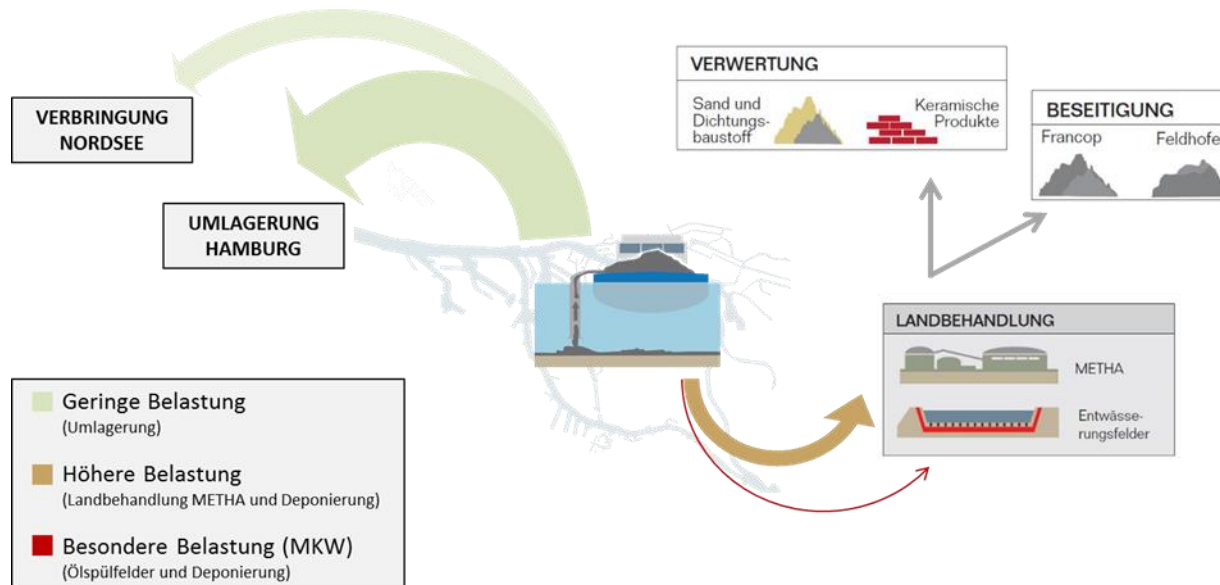 VERBRINGUNG
NORDSEE
UMLAGERUNG
HAMBURG
VERWERTUNG
Sand und
Dichtungs-
baustoff
Keramische
Produkte
BESEITIGUNG
Francop
Feldhofe
LANDBEHANDLUNG
METHA
Entwässe-
rungsfelder
Geringe Belastung
(Umlagerung)
Höhere Belastung
(Landbehandlung METHA und Deponierung)
Besondere Belastung (MKW)
(Ölspülfelder und Deponierung)